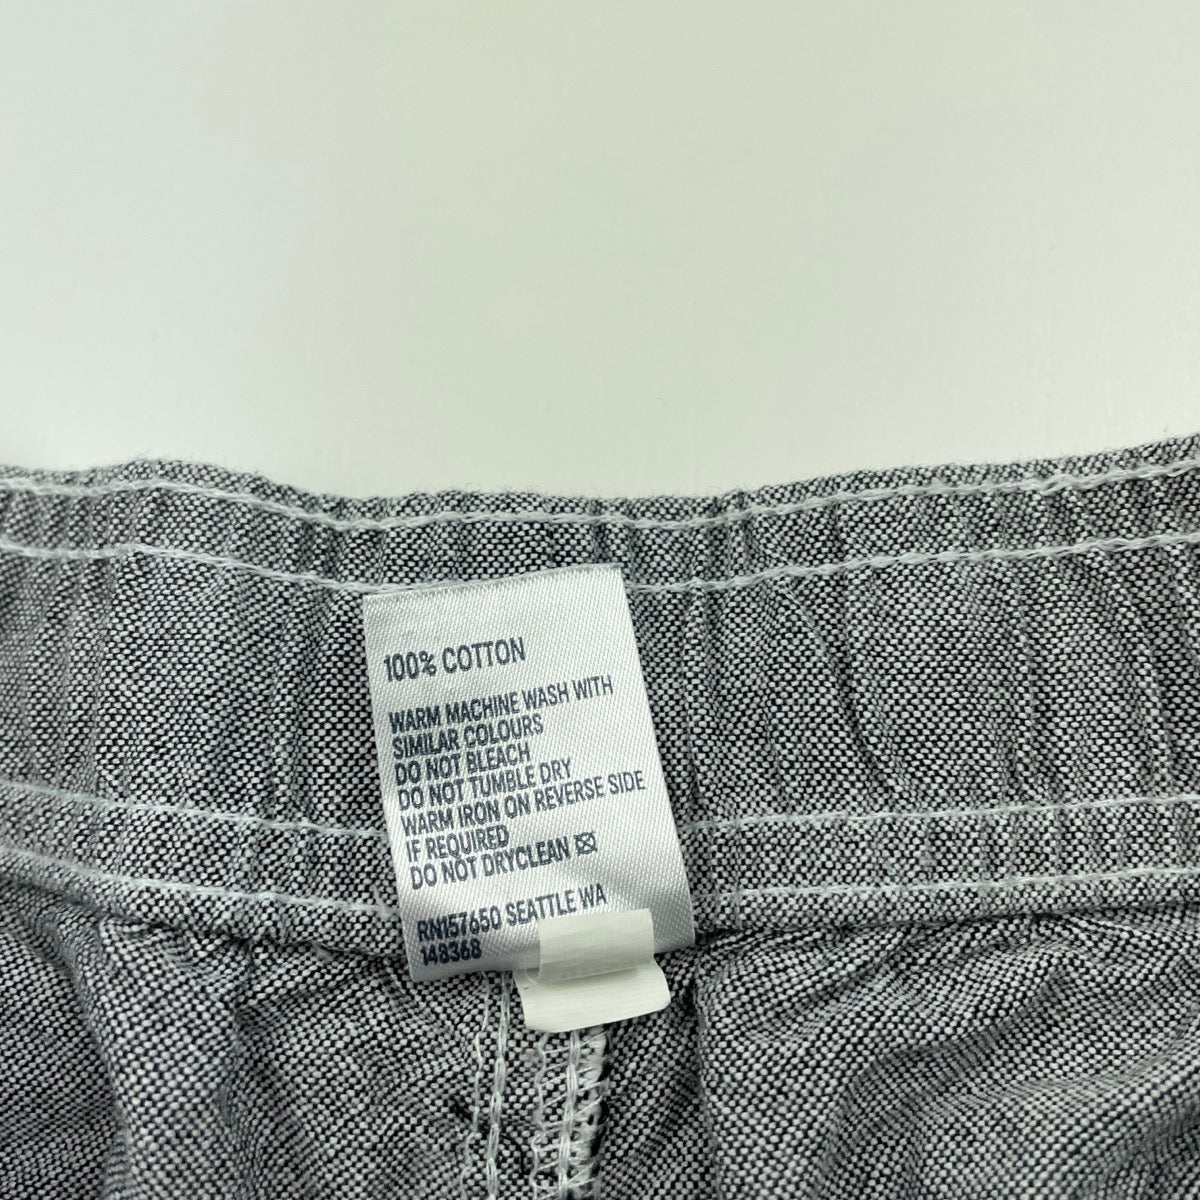 100% COTTON
WARM MACHINE WASH WITH
SIMILAR COLOURS
DO NOT BLEACH
DO NOT TUMBLE DRY
WARM IRON ON REVERSE SIDE
IF REQUIRED
DO NOT DRYCLEAN
RN157650 SEATTLE WA
148368